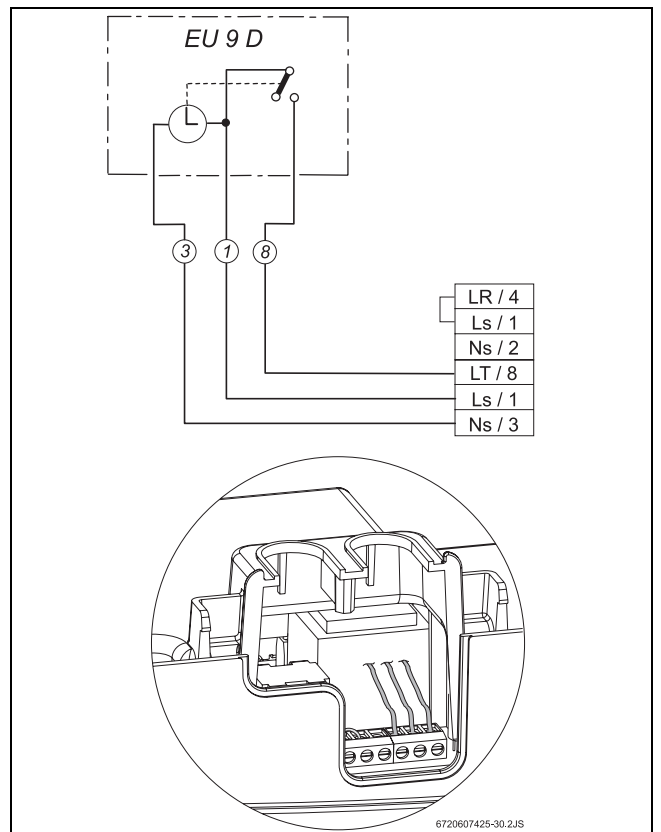 EU 9 D
3 1 8
LR / 4
Ls / 1
Ns / 2
LT / 8
Ls / 1
Ns / 3
6720607425-30.2JS